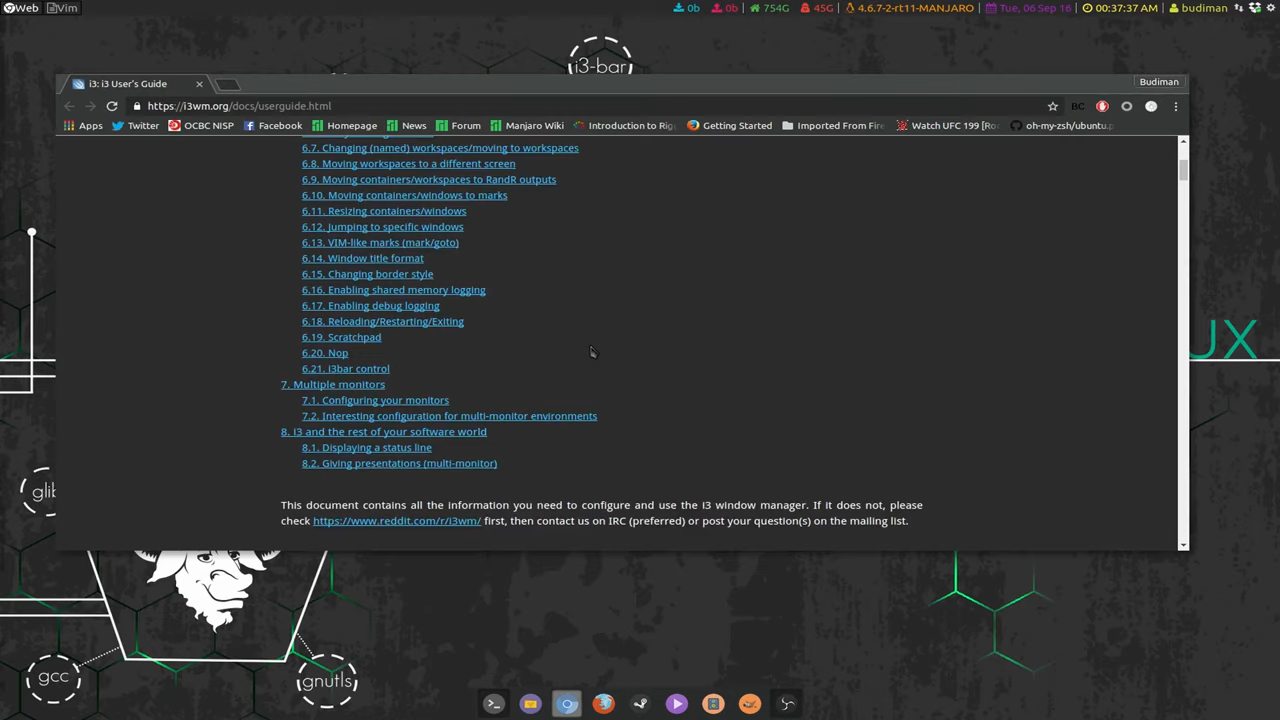 Web Vim 0b 0b 754G 45G 4.6.7-2-rt11-MANJARO Tue, 06 Sep 16 00:37:37 AM budiman
i3-bar
i3: i3 User's Guide
Budiman
https://i3wm.org/docs/userguide.html
BC
Apps Twitter OCBC NISP Facebook Homepage News Forum Manjaro Wiki Introduction to Rig Getting Started Imported From Fire Watch UFC 199 [Ro oh-my-zsh/ubuntu.p
6.7. Changing (named) workspaces/moving to workspaces
6.8. Moving workspaces to a different screen
6.9. Moving containers/workspaces to RandR outputs
6.10. Moving containers/windows to marks
6.11. Resizing containers/windows
6.12. Jumping to specific windows
6.13. VIM-like marks (mark/goto)
6.14. Window title format
6.15. Changing border style
6.16. Enabling shared memory logging
6.17. Enabling debug logging
6.18. Reloading/Restarting/Exiting
6.19. Scratchpad
6.20. Nop
6.21. i3bar control
7. Multiple monitors
7.1. Configuring your monitors
7.2. Interesting configuration for multi-monitor environments
8. i3 and the rest of your software world
8.1. Displaying a status line
8.2. Giving presentations (multi-monitor)
This document contains all the information you need to configure and use the i3 window manager. If it does not, please
check https://www.reddit.com/r/i3wm/ first, then contact us on IRC (preferred) or post your question(s) on the mailing list.
UX
glib
gcc
gnutls